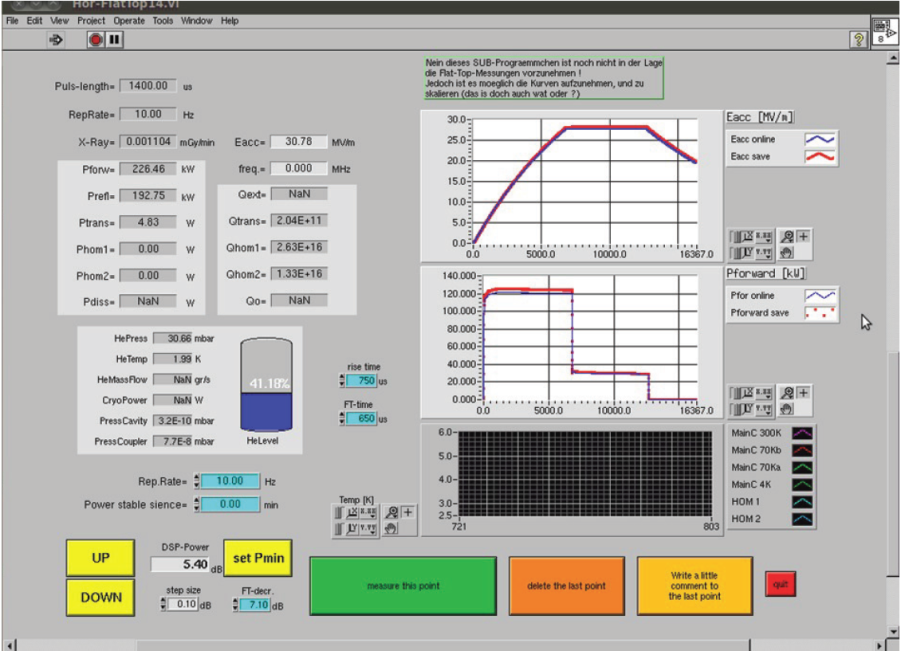 Hor-FlatTop14.vi
File Edit View Project Operate Tools Window Help
Nein dieses SUB-Prograemmchen ist noch nicht in der Lage
die Flat-Top-Messungen vorzunehmen !
Jedoch ist es moeglich die Kurven aufzunehmen, und zu
skalieren (das is doch auch wat oder ?)
Puls-length= 1400.00 us
RepRate= 10.00 Hz
X-Ray= 0.001104 mGy/min
Eacc= 30.78 MV/m
Pforw= 226.46 kW
freq.= 0.000 MHz
Prefl= 192.75 kW
Qext= NaN
Ptrans= 4.83 W
Qtrans= 2.04E+11
Phom1= 0.00 W
Qhom1= 2.63E+16
Phom2= 0.00 W
Qhom2= 1.33E+16
Pdiss= NaN W
Qo= NaN
Eacc [MV/m]
Eacc online
Eacc save
30.0
25.0
20.0
15.0
10.0
5.0
0.0
0.0 5000.0 10000.0 16367.0
Pforward [kW]
Pfor online
Pforward save
140.000
120.000
100.000
80.000
60.000
40.000
20.000
0.000
0.0 5000.0 10000.0 16367.0
HePress 30.66 mbar
HeTemp 1.99 K
HeMassFlow NaN gr/s
CryoPower NaN W
PressCavity 3.2E-10 mbar
PressCoupler 7.7E-8 mbar
41.18%
HeLevel
rise time
750 us
FT-time
650 us
6.0
5.0
4.0
3.0
2.5
721 803
MainC 300K
MainC 70Kb
MainC 70Ka
MainC 4K
HOM 1
HOM 2
Rep.Rate= 10.00 Hz
Power stable sience= 0.00 min
Temp [K]
UP
DOWN
DSP-Power
5.40 dB
set Pmin
step size
0.10 dB
FT-decr.
7.10 dB
measure this point
delete the last point
Write a little
comment to
the last point
quit